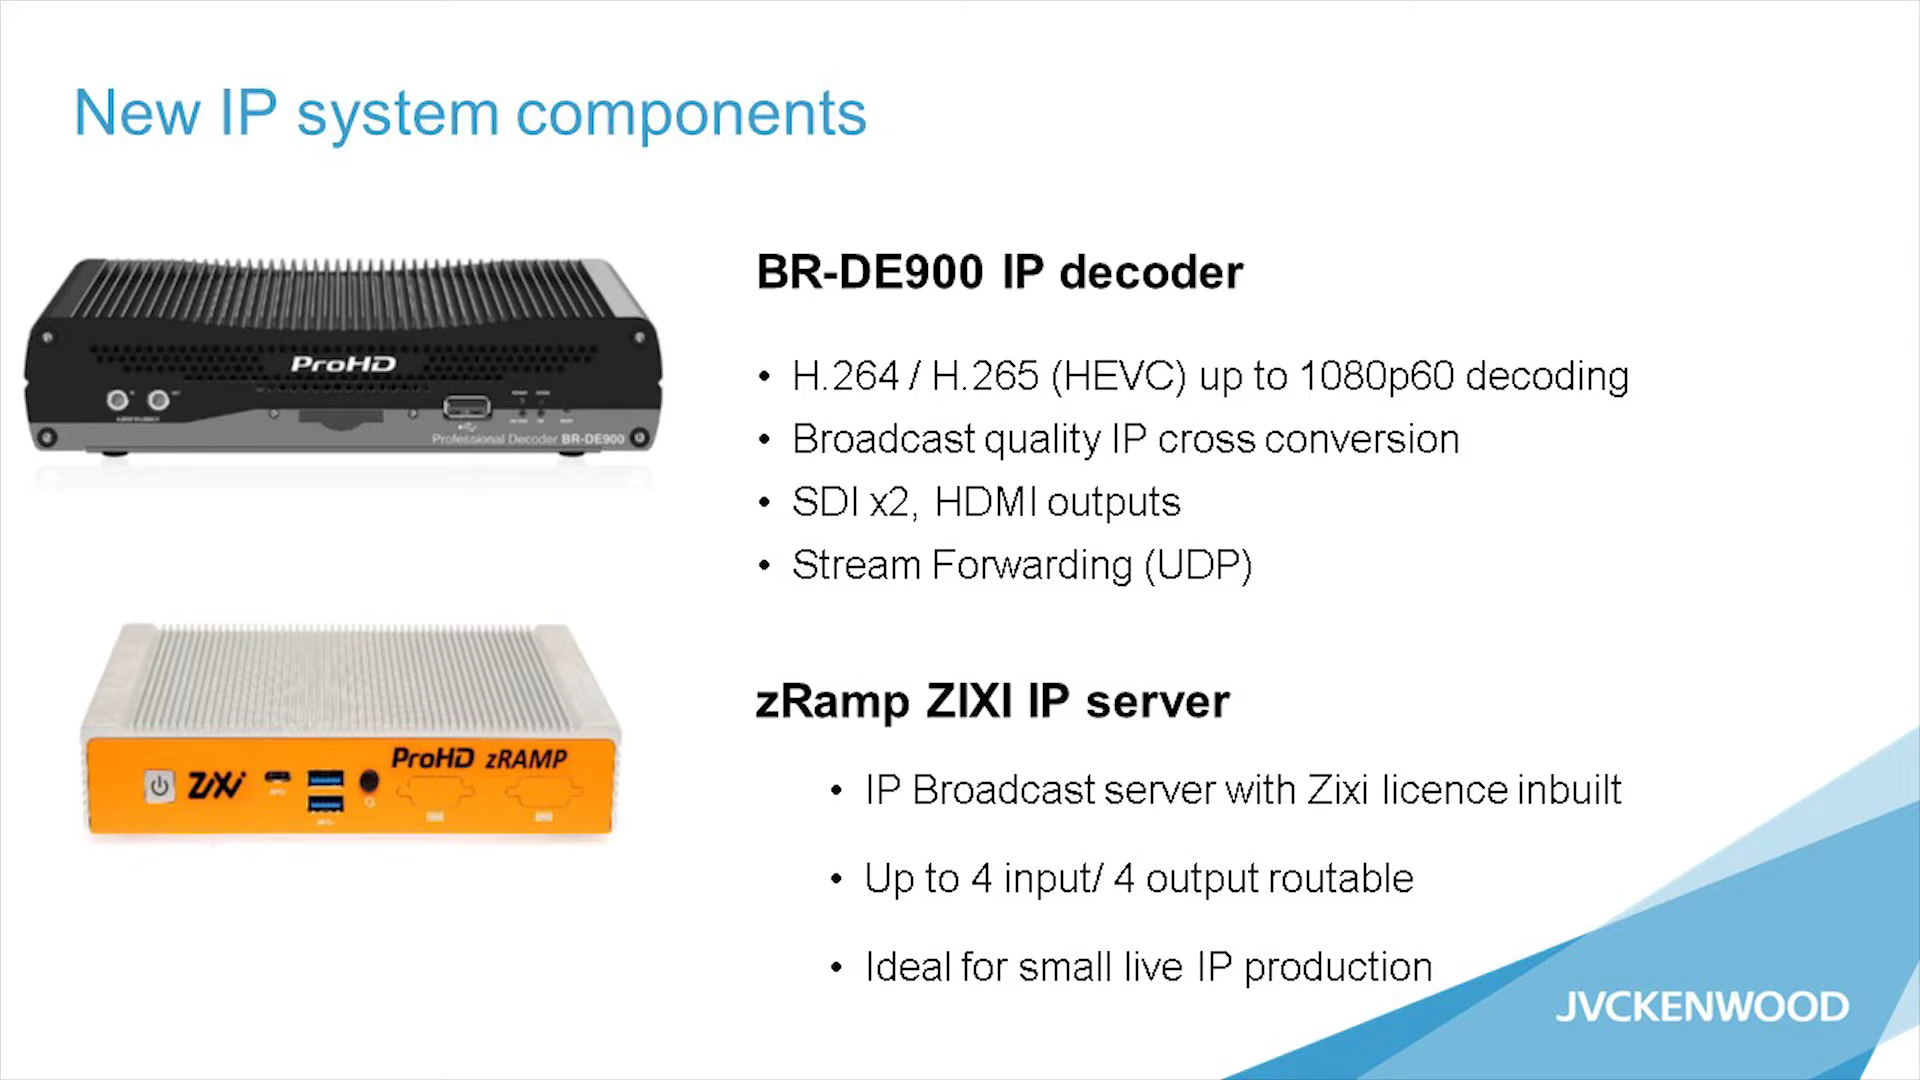 New IP system components
ProHD
Professional Decoder BR-DE900
BR-DE900 IP decoder
• H.264 / H.265 (HEVC) up to 1080p60 decoding
• Broadcast quality IP cross conversion
• SDI x2, HDMI outputs
• Stream Forwarding (UDP)
ProHD zRAMP
ZiXi
zRamp ZIXI IP server
• IP Broadcast server with Zixi licence inbuilt
• Up to 4 input/ 4 output routable
• Ideal for small live IP production
JVCKENWOOD